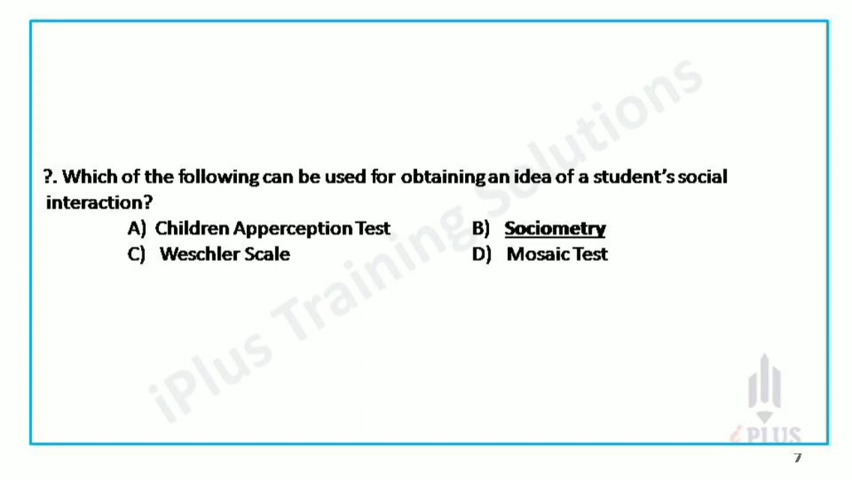 ?. Which of the following can be used for obtaining an idea of a student's social
interaction?
A) Children Apperception Test B) Sociometry
C) Weschler Scale D) Mosaic Test
iPlus Training Solutions
iPLUS
7